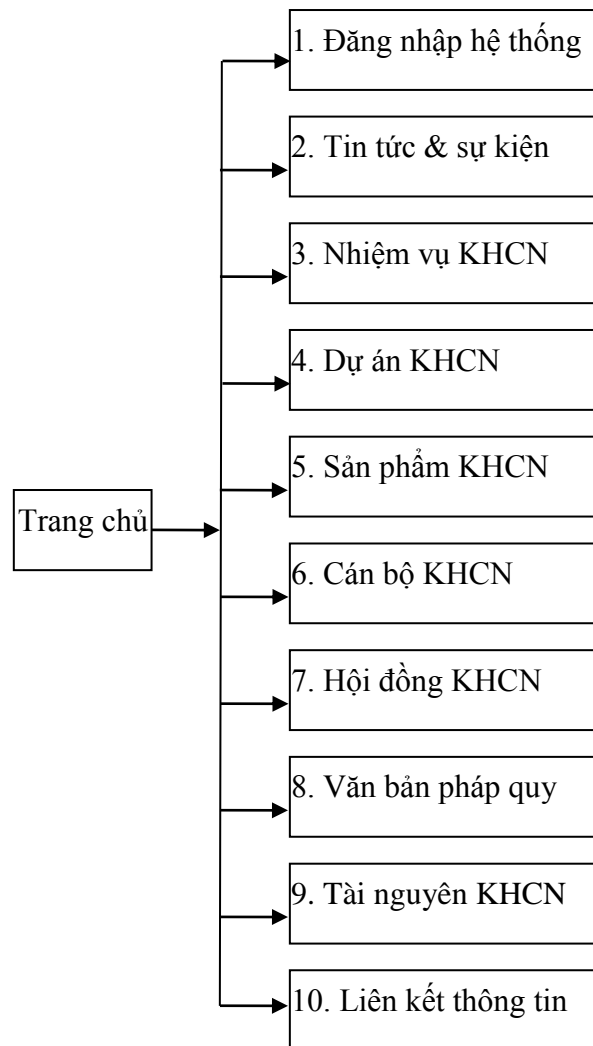 1. Đăng nhập hệ thống
2. Tin tức & sự kiện
3. Nhiệm vụ KHCN
4. Dự án KHCN
5. Sản phẩm KHCN
Trang chủ
6. Cán bộ KHCN
7. Hội đồng KHCN
8. Văn bản pháp quy
9. Tài nguyên KHCN
10. Liên kết thông tin